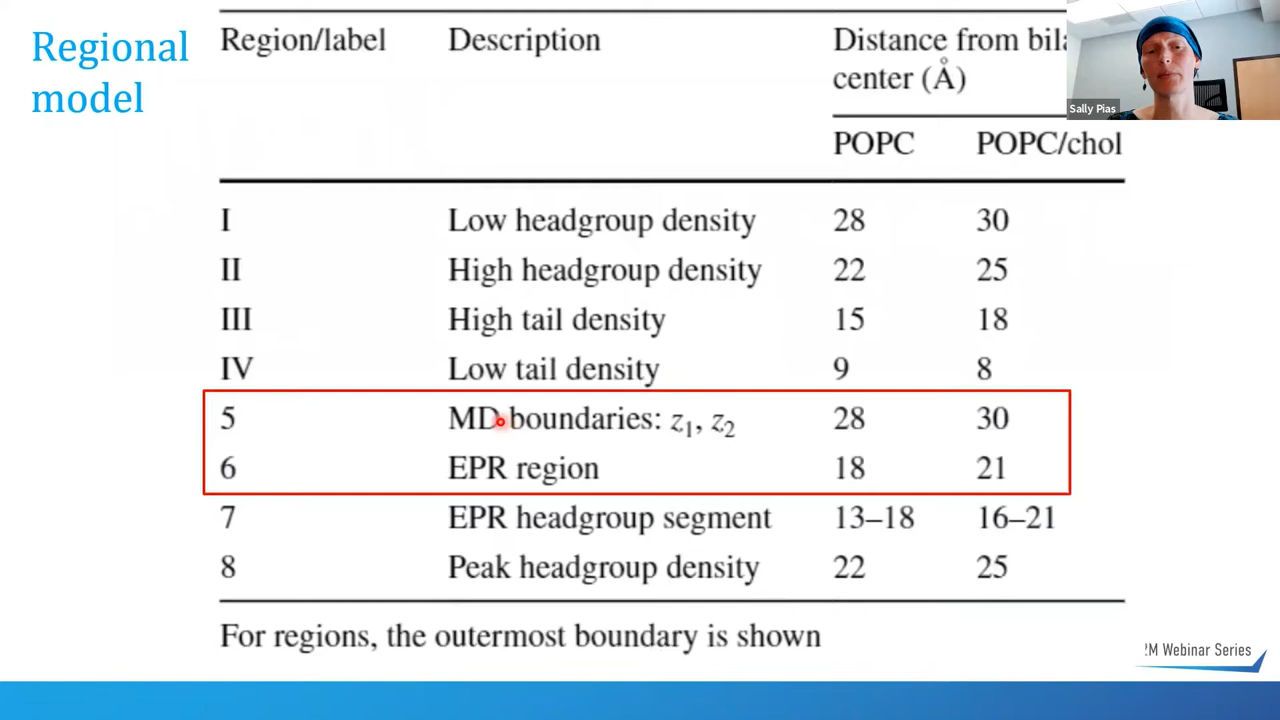 Regional
model
Region/label Description Distance from
center (Å)
Sally Pias
POPC POPC/chol
I Low headgroup density 28 30
II High headgroup density 22 25
III High tail density 15 18
IV Low tail density 9 8
5 MD boundaries: z₁, z₂ 28 30
6 EPR region 18 21
7 EPR headgroup segment 13–18 16–21
8 Peak headgroup density 22 25
For regions, the outermost boundary is shown
M Webinar Series